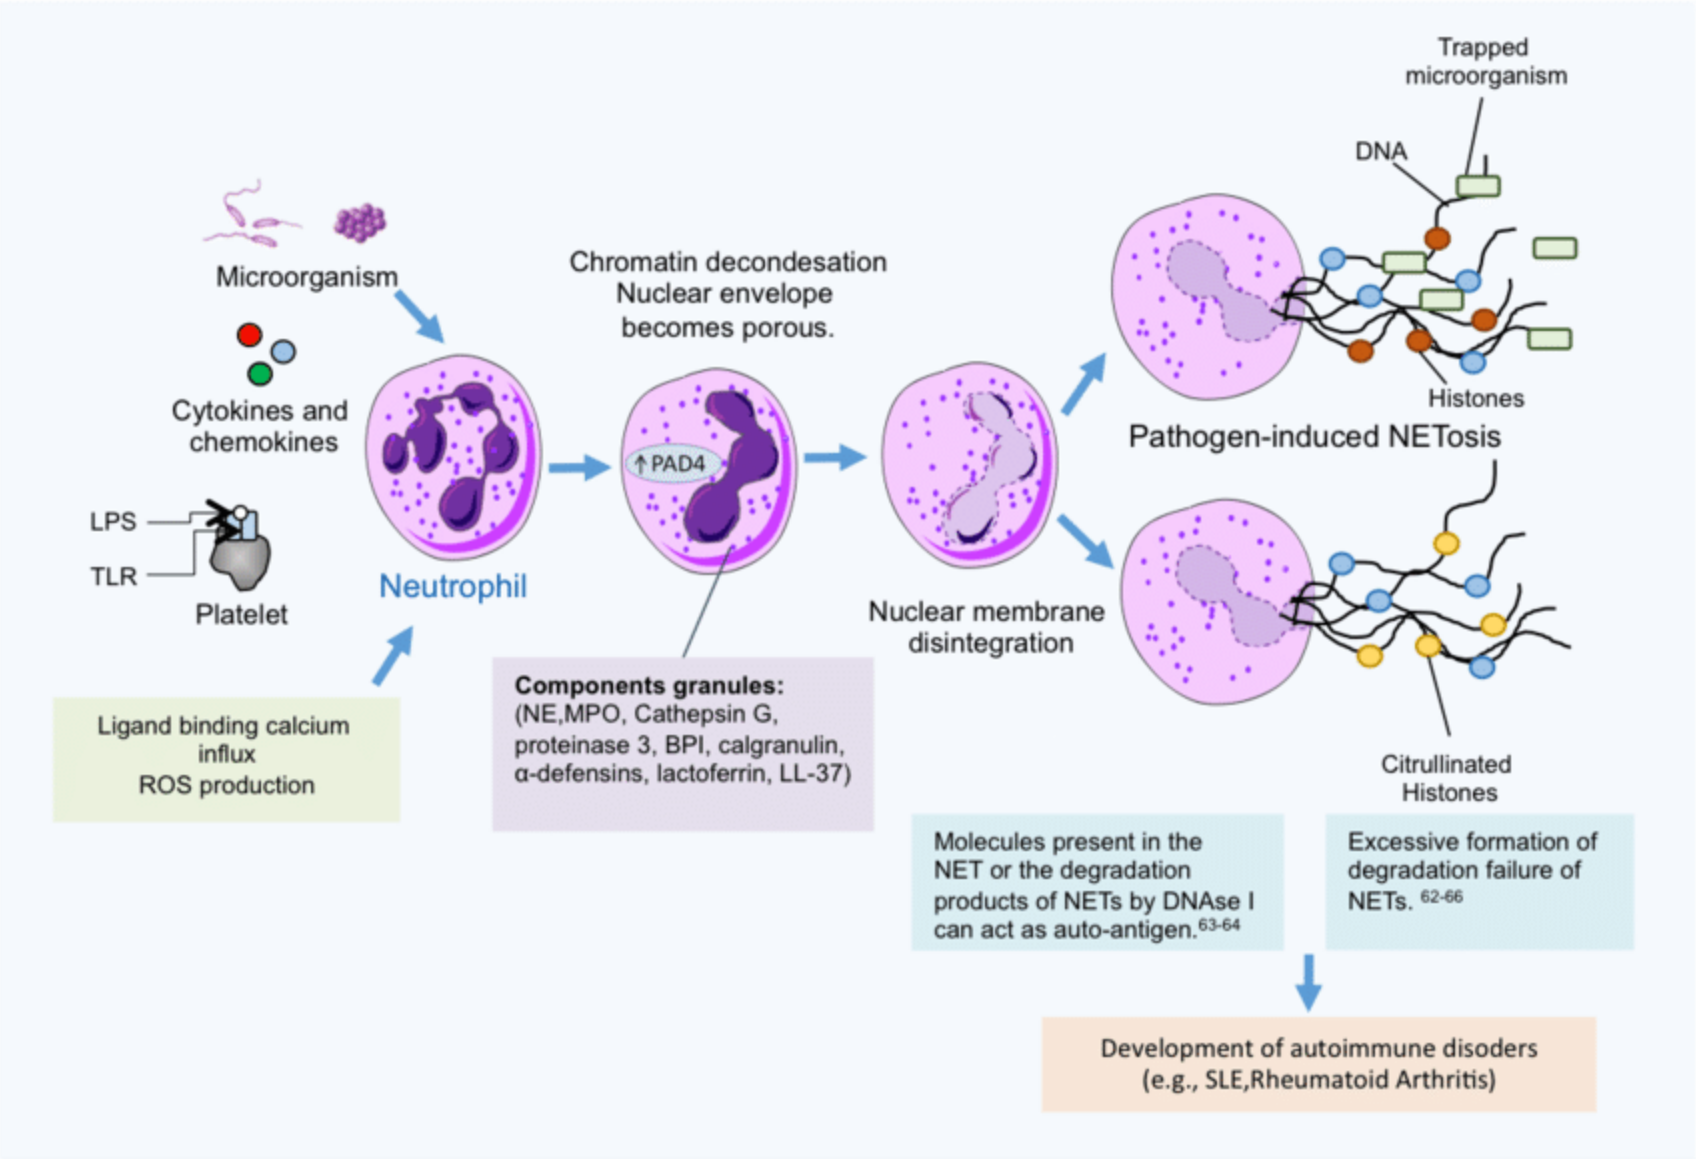 Trapped
microorganism
DNA
Microorganism
Chromatin decondesation
Nuclear envelope
becomes porous.
Cytokines and
chemokines
Histones
Pathogen-induced NETosis
↑PAD4
LPS
TLR
Platelet
Neutrophil
Nuclear membrane
disintegration
Components granules:
(NE,MPO, Cathepsin G,
proteinase 3, BPI, calgranulin,
α-defensins, lactoferrin, LL-37)
Ligand binding calcium
influx
ROS production
Citrullinated
Histones
Molecules present in the
NET or the degradation
products of NETs by DNAse I
can act as auto-antigen.63-64
Excessive formation of
degradation failure of
NETs. 62-66
Development of autoimmune disoders
(e.g., SLE,Rheumatoid Arthritis)